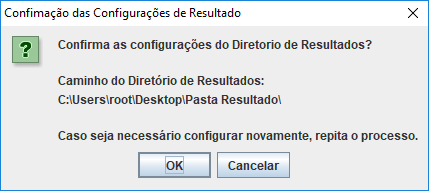 Confimação das Configurações de Resultado
Confirma as configurações do Diretorio de Resultados?
Caminho do Diretório de Resultados:
C:\Users\root\Desktop\Pasta Resultado\
Caso seja necessário configurar novamente, repita o processo.
OK Cancelar